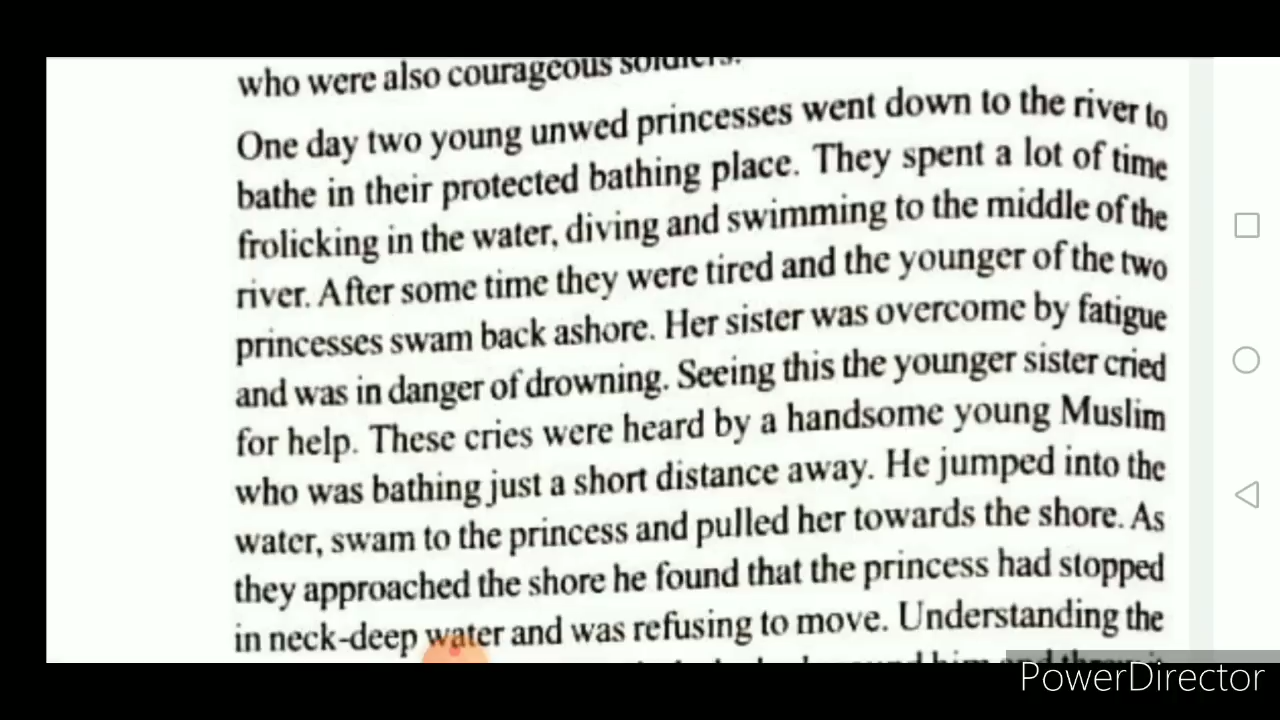 who were also courageous soldiers.
One day two young unwed princesses went down to the river to
bathe in their protected bathing place. They spent a lot of time
frolicking in the water, diving and swimming to the middle of the
river. After some time they were tired and the younger of the two
princesses swam back ashore. Her sister was overcome by fatigue
and was in danger of drowning. Seeing this the younger sister cried
for help. These cries were heard by a handsome young Muslim
who was bathing just a short distance away. He jumped into the
water, swam to the princess and pulled her towards the shore. As
they approached the shore he found that the princess had stopped
in neck-deep water and was refusing to move. Understanding the
him and
PowerDirector